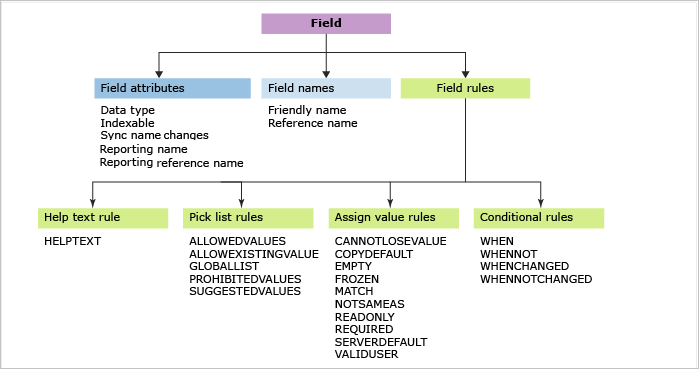 Field
Field attributes
Data type
Indexable
Sync name changes
Reporting name
Reporting reference name
Field names
Friendly name
Reference name
Field rules
Help text rule
HELPTEXT
Pick list rules
ALLOWEDVALUES
ALLOWEXISTINGVALUE
GLOBALLIST
PROHIBITEDVALUES
SUGGESTEDVALUES
Assign value rules
CANNOTLOSEVALUE
COPYDEFAULT
EMPTY
FROZEN
MATCH
NOTSAMEAS
READONLY
REQUIRED
SERVERDEFAULT
VALIDUSER
Conditional rules
WHEN
WHENNOT
WHENCHANGED
WHENNOTCHANGED